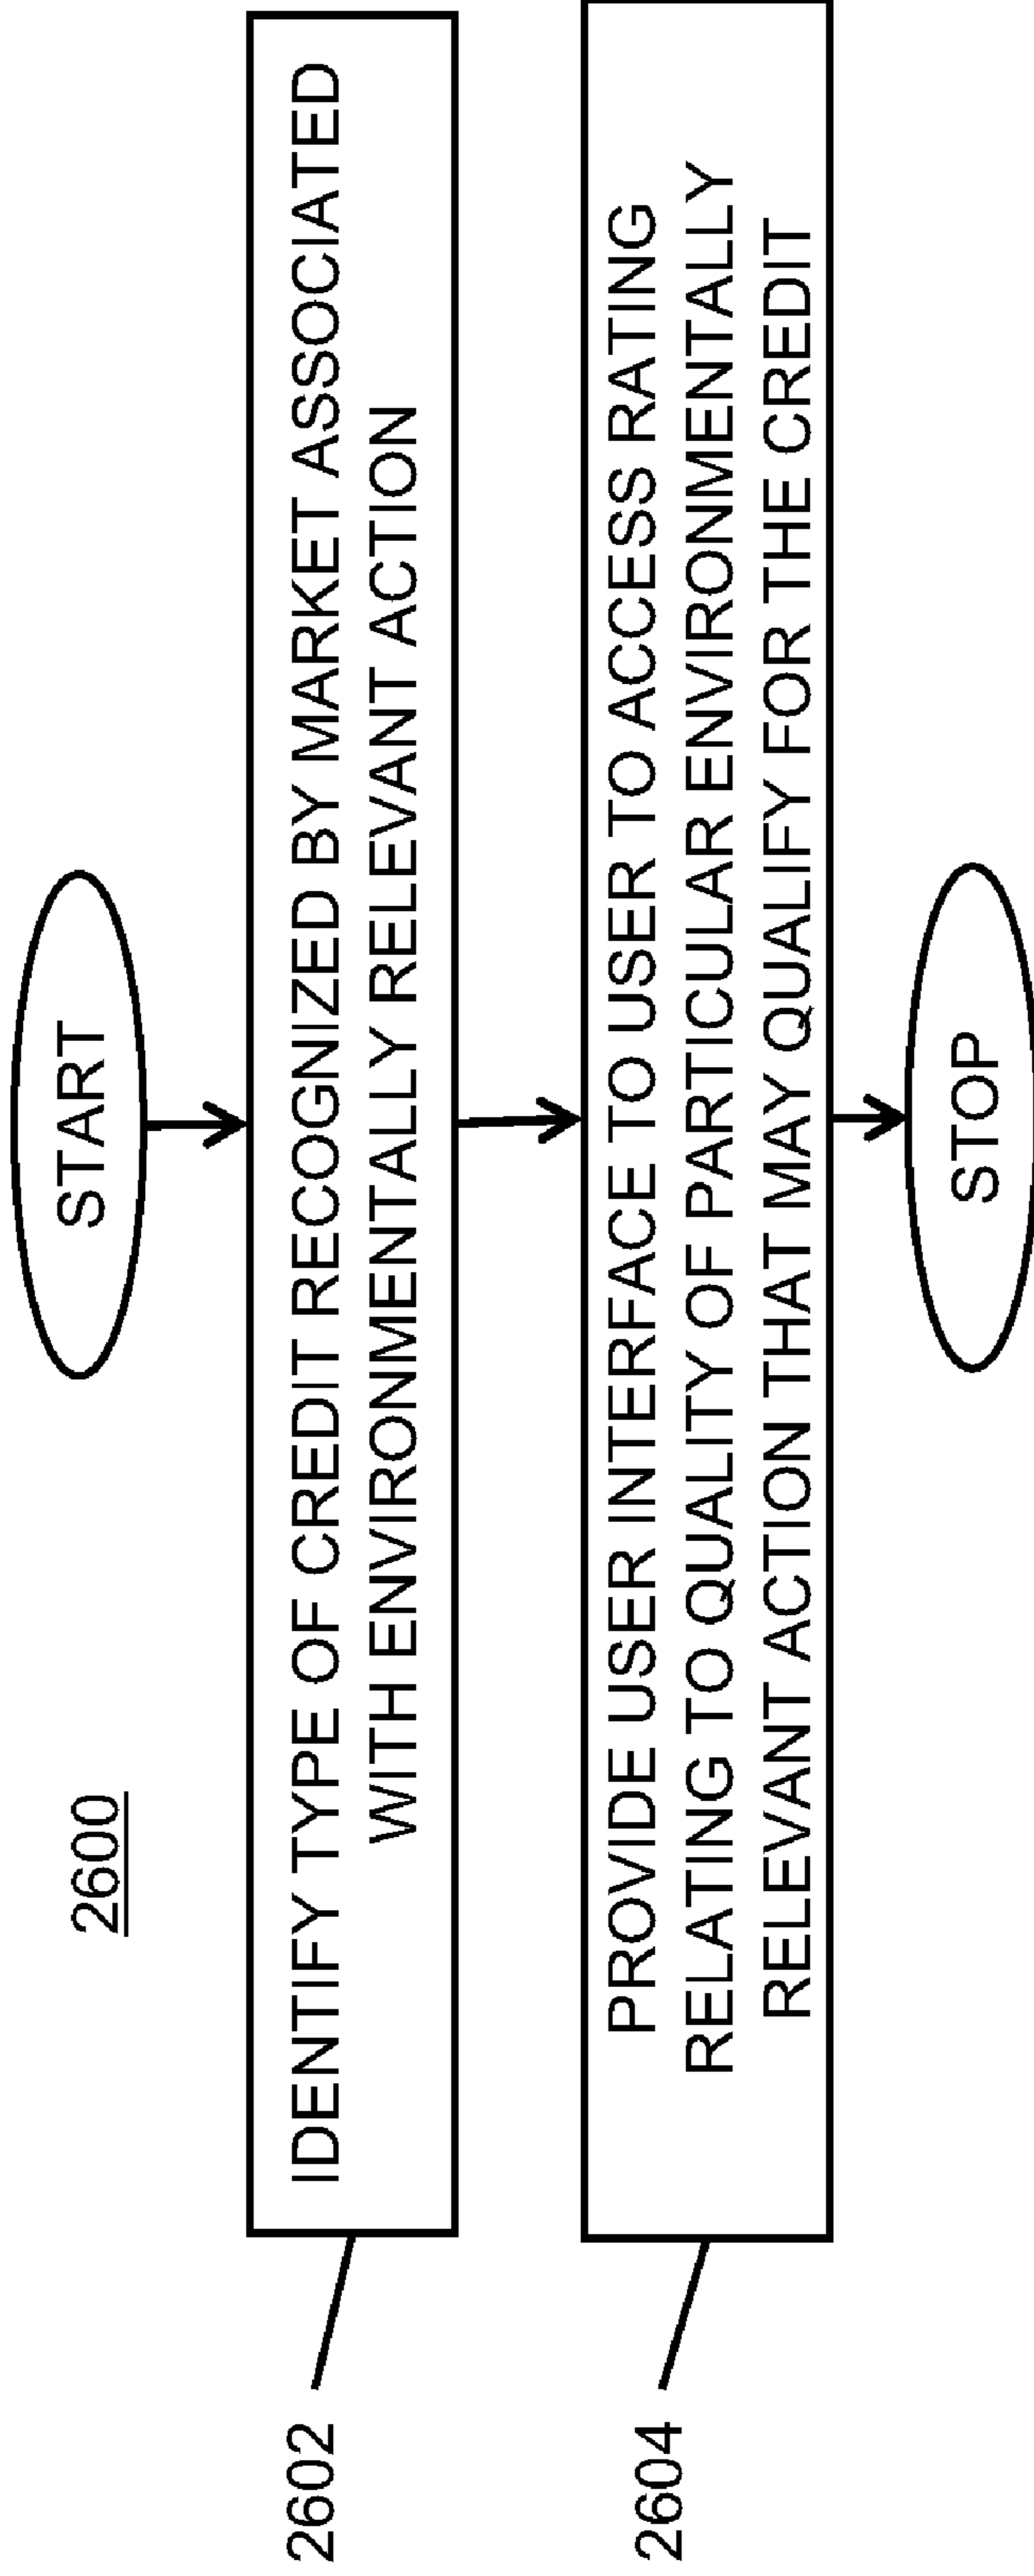 2600
START
2602
IDENTIFY TYPE OF CREDIT RECOGNIZED BY MARKET ASSOCIATED
WITH ENVIRONMENTALLY RELEVANT ACTION
2604
PROVIDE USER INTERFACE TO USER TO ACCESS RATING
RELATING TO QUALITY OF PARTICULAR ENVIRONMENTALLY
RELEVANT ACTION THAT MAY QUALIFY FOR THE CREDIT
STOP